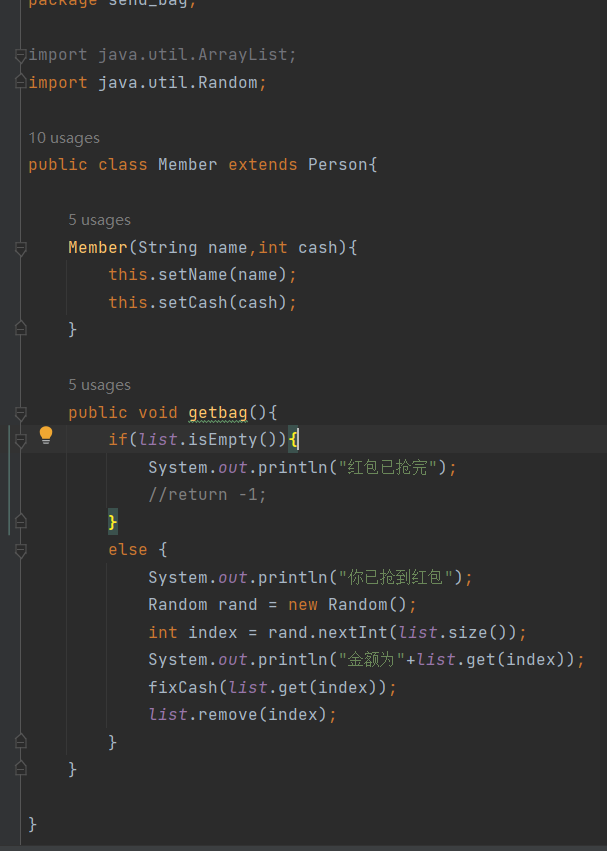 package send_bag;
import java.util.ArrayList;
import java.util.Random;
10 usages
public class Member extends Person{
5 usages
Member(String name,int cash){
this.setName(name);
this.setCash(cash);
}
5 usages
public void getbag(){
if(list.isEmpty()){
System.out.println("红包已抢完");
//return -1;
}
else {
System.out.println("你已抢到红包");
Random rand = new Random();
int index = rand.nextInt(list.size());
System.out.println("金额为"+list.get(index));
fixCash(list.get(index));
list.remove(index);
}
}
}